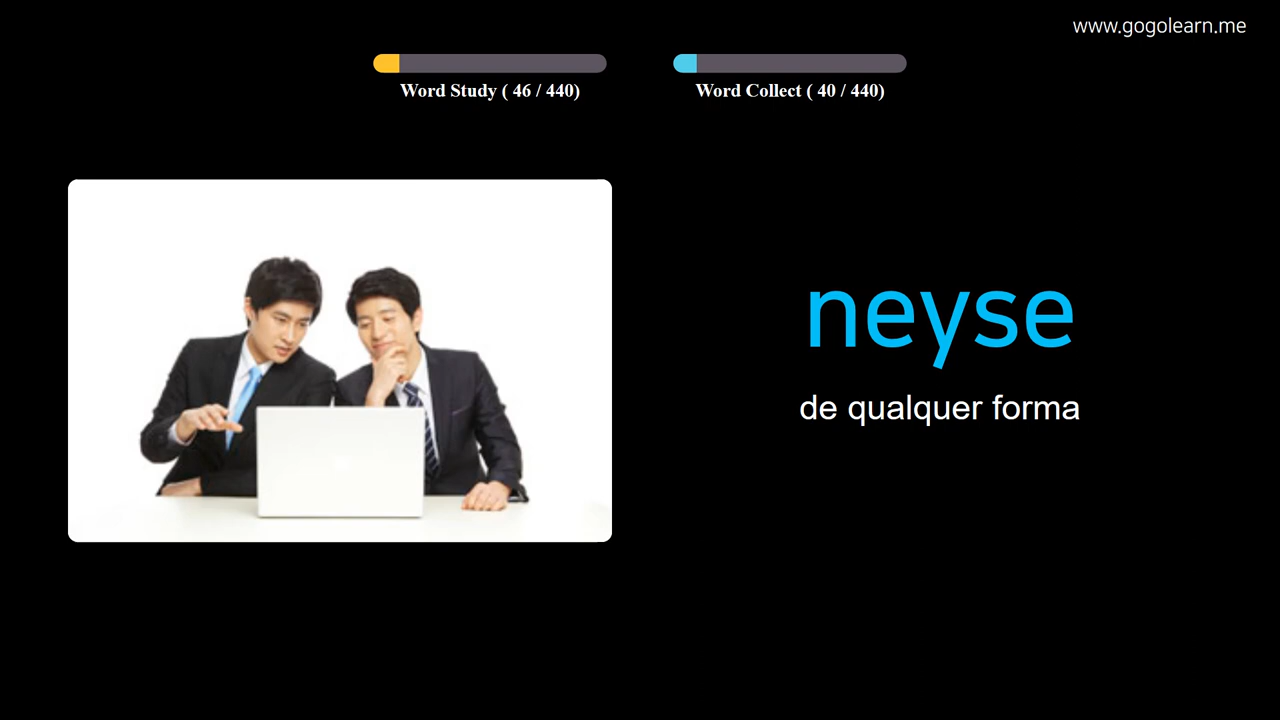 www.gogolearn.me
Word Study ( 46 / 440)
Word Collect ( 40 / 440)
neyse
de qualquer forma